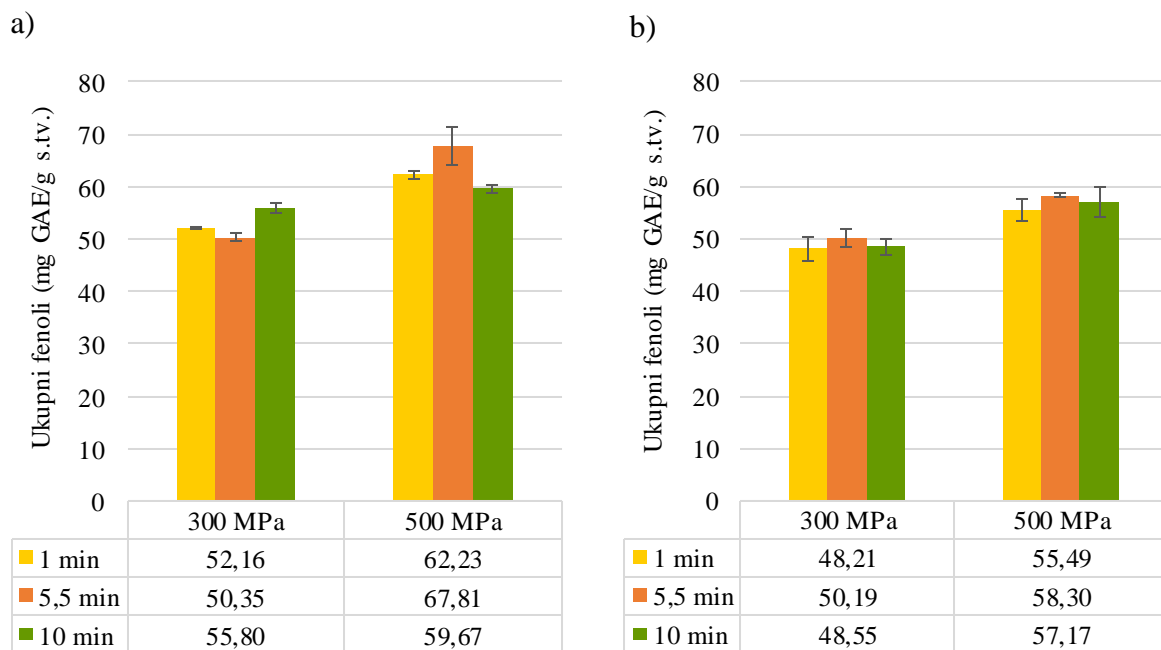 a)
Ukupni fenoli (mg GAE/g s.tv.)
80
70
60
50
40
30
20
10
0
300 MPa 500 MPa
1 min 52,16 62,23
5,5 min 50,35 67,81
10 min 55,80 59,67
b)
Ukupni fenoli (mg GAE/g s.tv.)
80
70
60
50
40
30
20
10
0
300 MPa 500 MPa
1 min 48,21 55,49
5,5 min 50,19 58,30
10 min 48,55 57,17